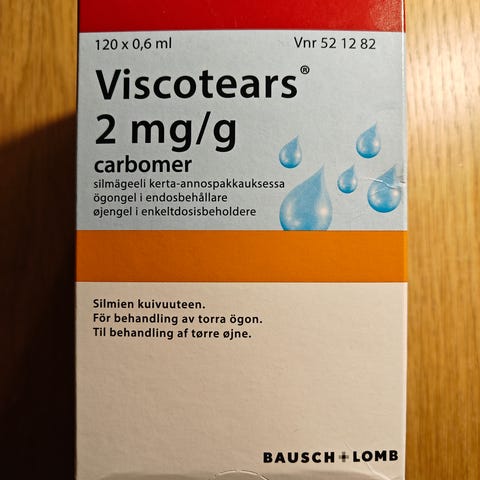 120 x 0,6 ml Vnr 52 12 82
Viscotears®
2 mg/g
carbomer
silmägeeli kerta-annospakkauksessa
ögongel i endosbehållare
øjengel i enkeltdosisbeholdere
Silmien kuivuuteen.
För behandling av torra ögon.
Til behandling af tørre øjne.
BAUSCH+LOMB